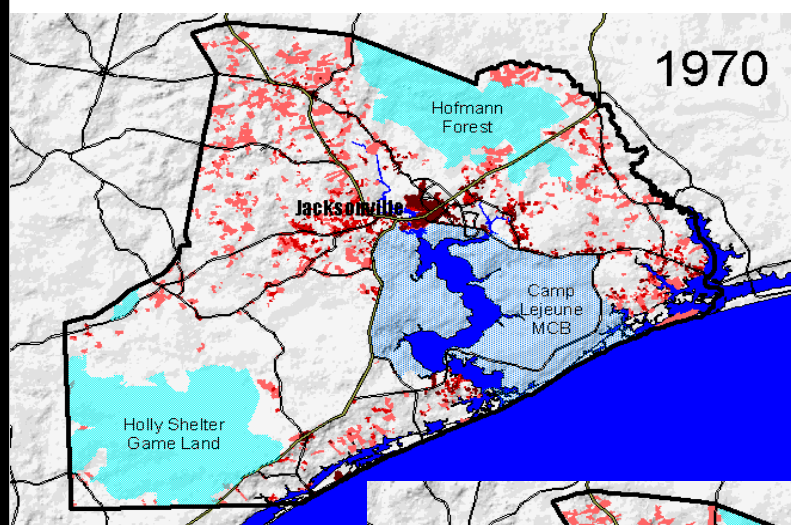 1970
Hofmann
Forest
Jacksonville
Camp
Lejeune
MCB
Holly Shelter
Game Land